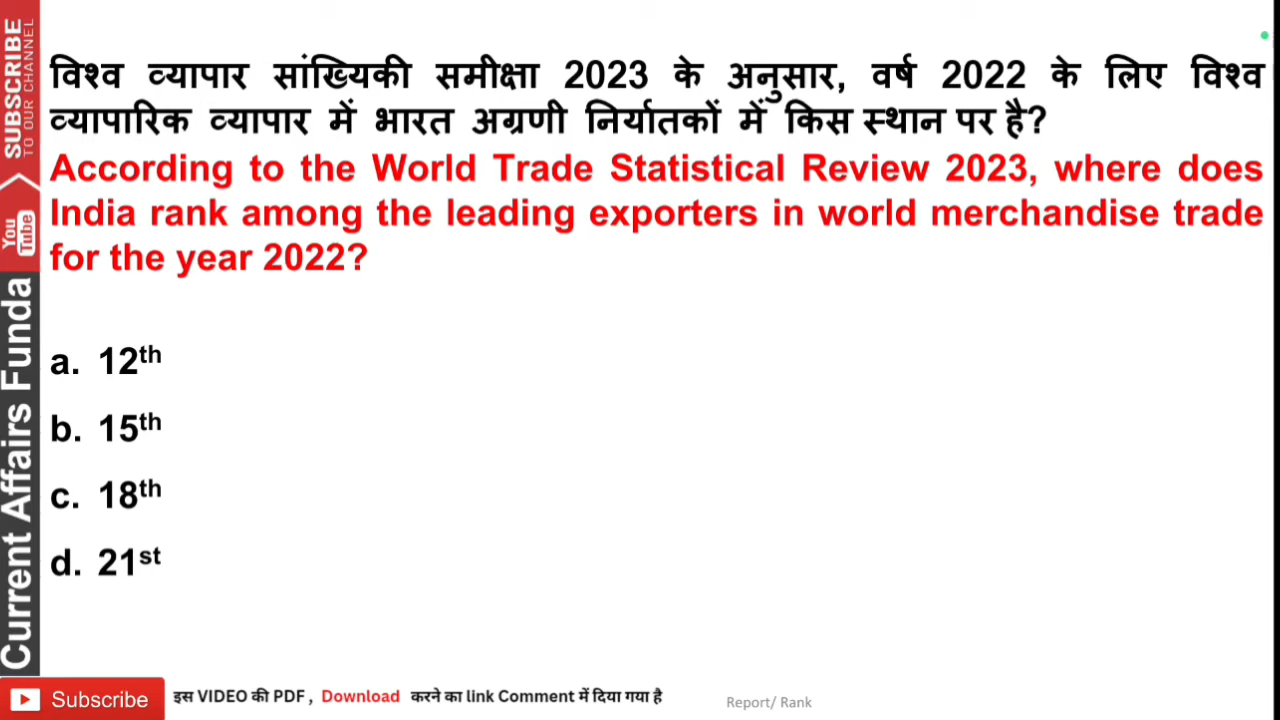 विश्व व्यापार सांख्यिकी समीक्षा 2023 के अनुसार, वर्ष 2022 के लिए विश्व
व्यापारिक व्यापार में भारत अग्रणी निर्यातकों में किस स्थान पर है?
According to the World Trade Statistical Review 2023, where does
India rank among the leading exporters in world merchandise trade
for the year 2022?
a. 12th
b. 15th
c. 18th
d. 21st
SUBSCRIBE
TO OUR CHANNEL
You
Tube
Current Affairs Funda
Subscribe
इस VIDEO की PDF , Download करने का link Comment में दिया गया है
Report/ Rank